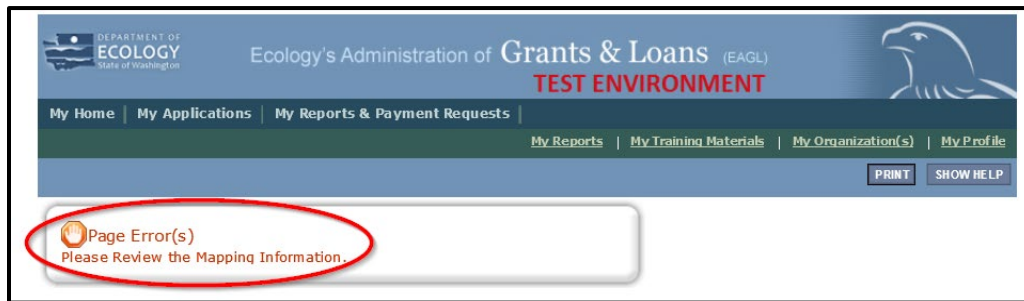 DEPARTMENT OF
ECOLOGY
State of Washington
Ecology's Administration of Grants & Loans (EAGL)
TEST ENVIRONMENT
My Home | My Applications | My Reports & Payment Requests |
My Reports | My Training Materials | My Organization(s) | My Profile
PRINT SHOW HELP
Page Error(s)
Please Review the Mapping Information.